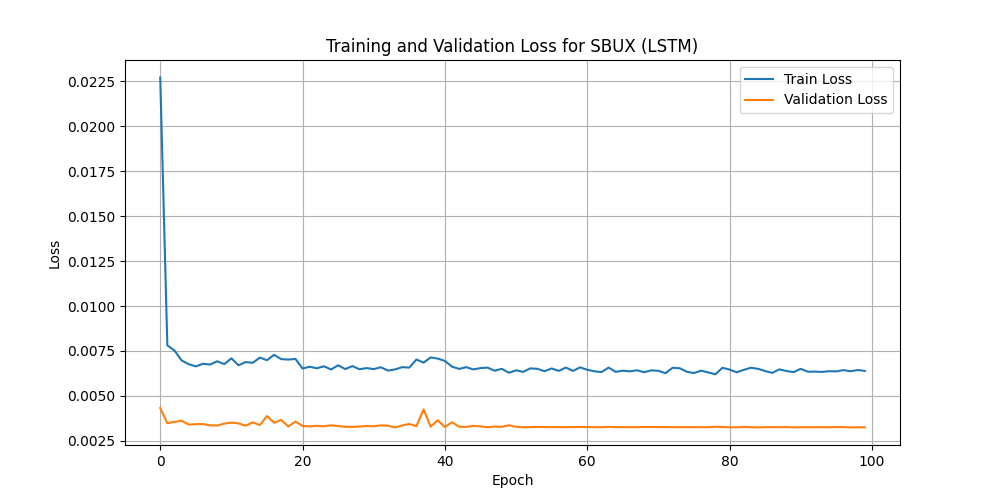 Training and Validation Loss for SBUX (LSTM)
Train Loss
Validation Loss
0.0225
0.0200
0.0175
0.0150
0.0125
0.0100
0.0075
0.0050
0.0025
Loss
0 20 40 60 80 100
Epoch